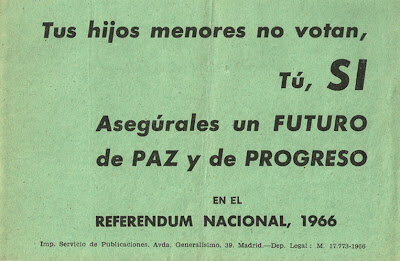 Tus hijos menores no votan,
Tú, SI
Asegúrales un FUTURO
de PAZ y de PROGRESO
EN EL
REFERENDUM NACIONAL, 1966
Imp. Servicio de Publicaciones. Avda. Generalísimo, 39. Madrid.—Dep. Legal: M. 17.773-1966